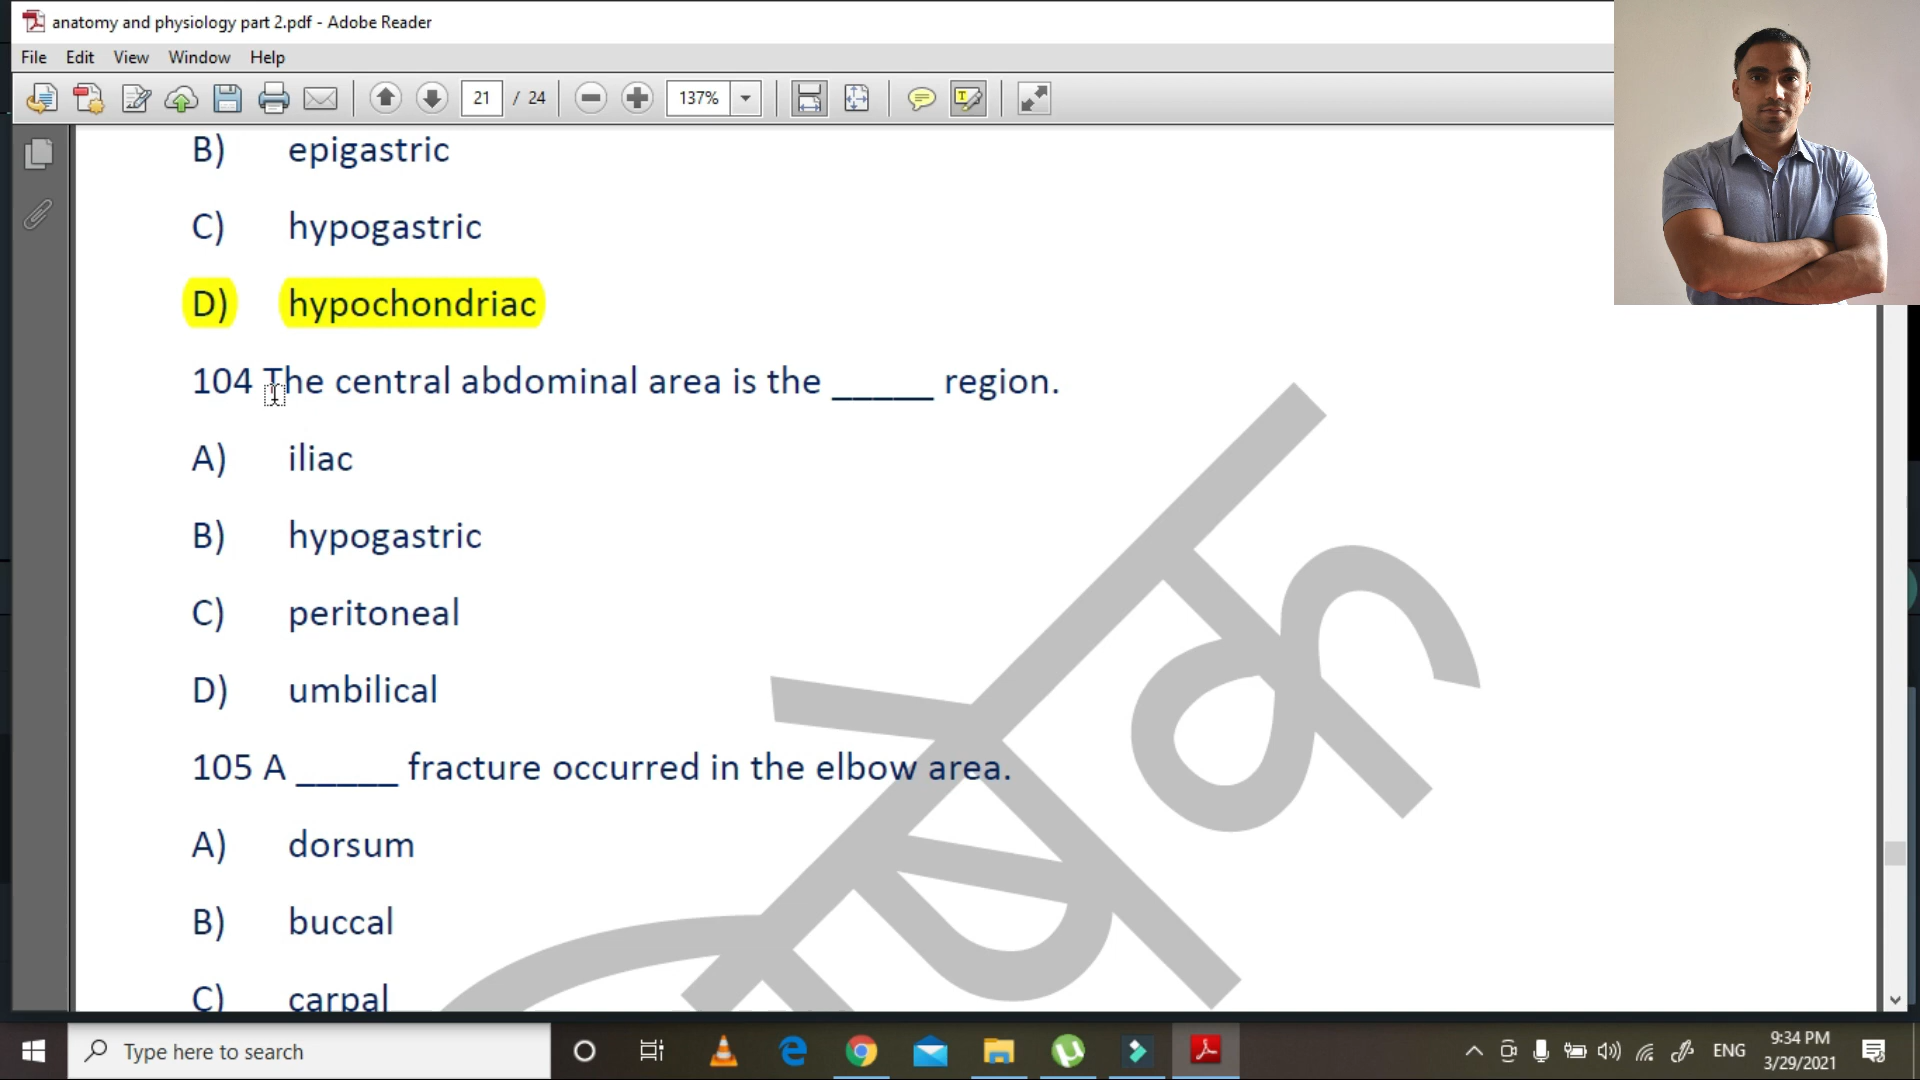 anatomy and physiology part 2.pdf - Adobe Reader
File Edit View Window Help
21 / 24 137%
B) epigastric
C) hypogastric
D) hypochondriac
104 The central abdominal area is the _____ region.
A) iliac
B) hypogastric
C) peritoneal
D) umbilical
105 A _____ fracture occurred in the elbow area.
A) dorsum
B) buccal
C) carpal
Type here to search
ENG
9:34 PM
3/29/2021